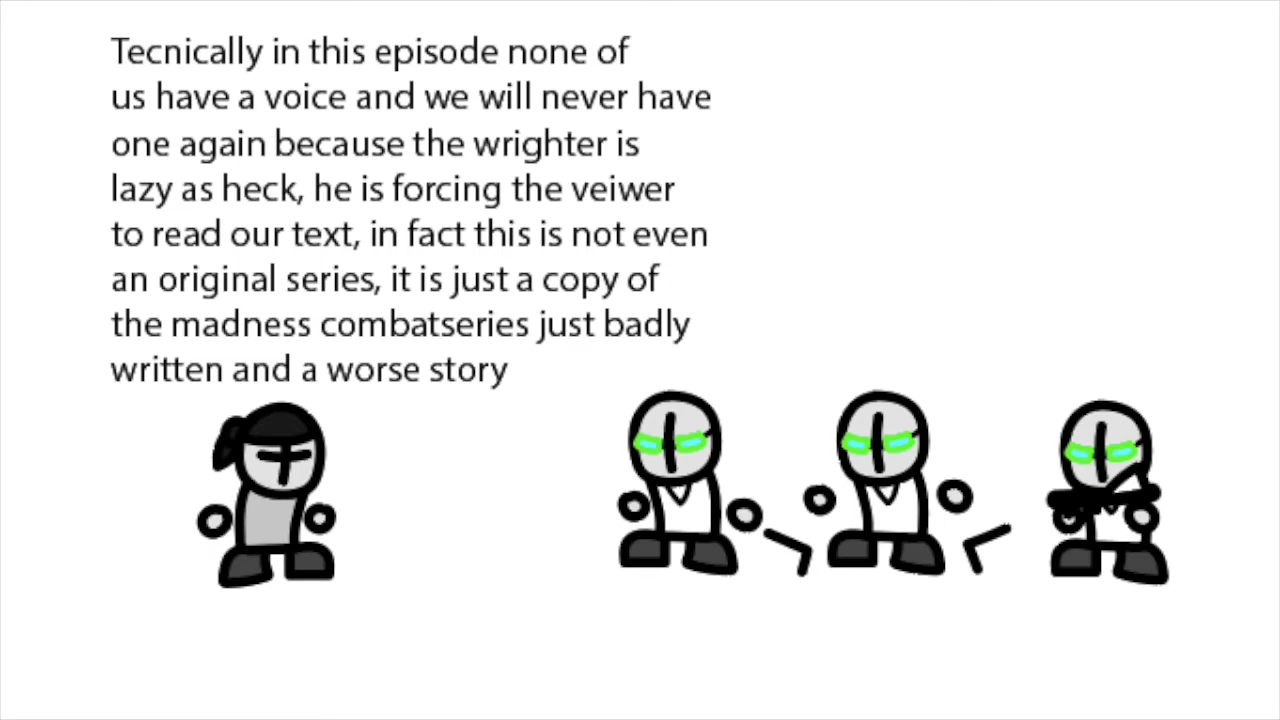 Tecnically in this episode none of
us have a voice and we will never have
one again because the wrighter is
lazy as heck, he is forcing the veiwer
to read our text, in fact this is not even
an original series, it is just a copy of
the madness combatseries just badly
written and a worse story